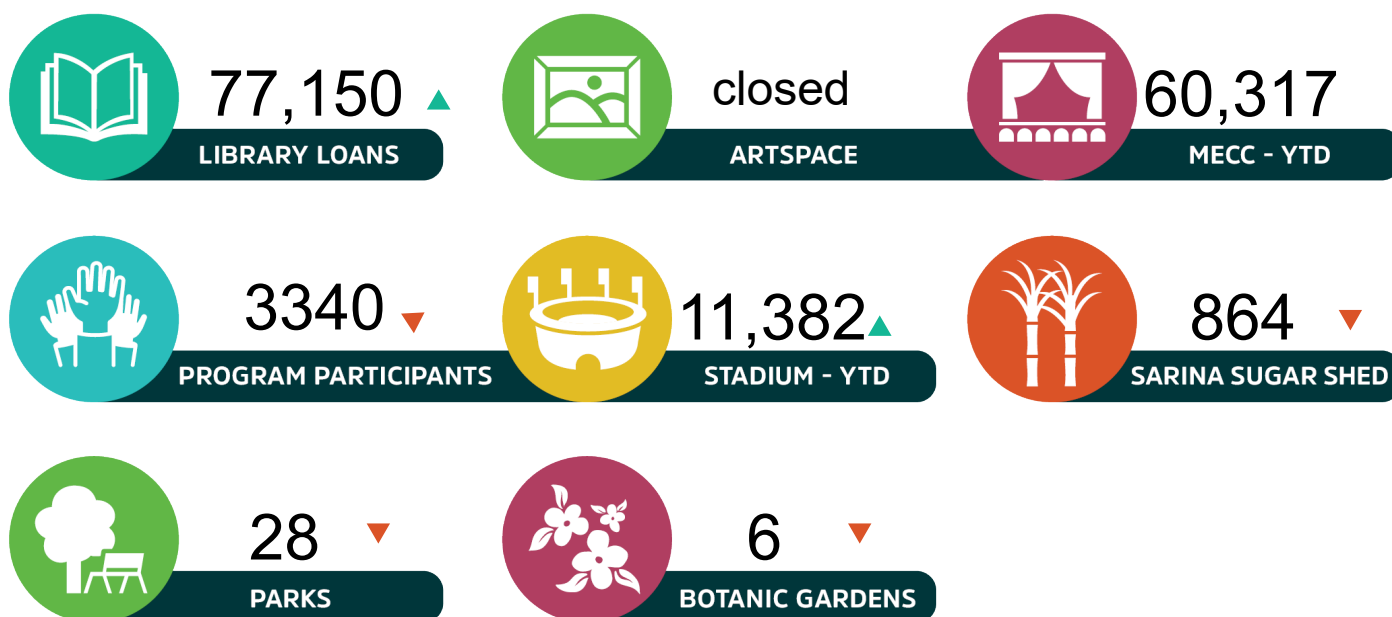 77,150
LIBRARY LOANS
closed
ARTSPACE
60,317
MECC - YTD
3340
PROGRAM PARTICIPANTS
11,382
STADIUM - YTD
864
SARINA SUGAR SHED
28
PARKS
6
BOTANIC GARDENS